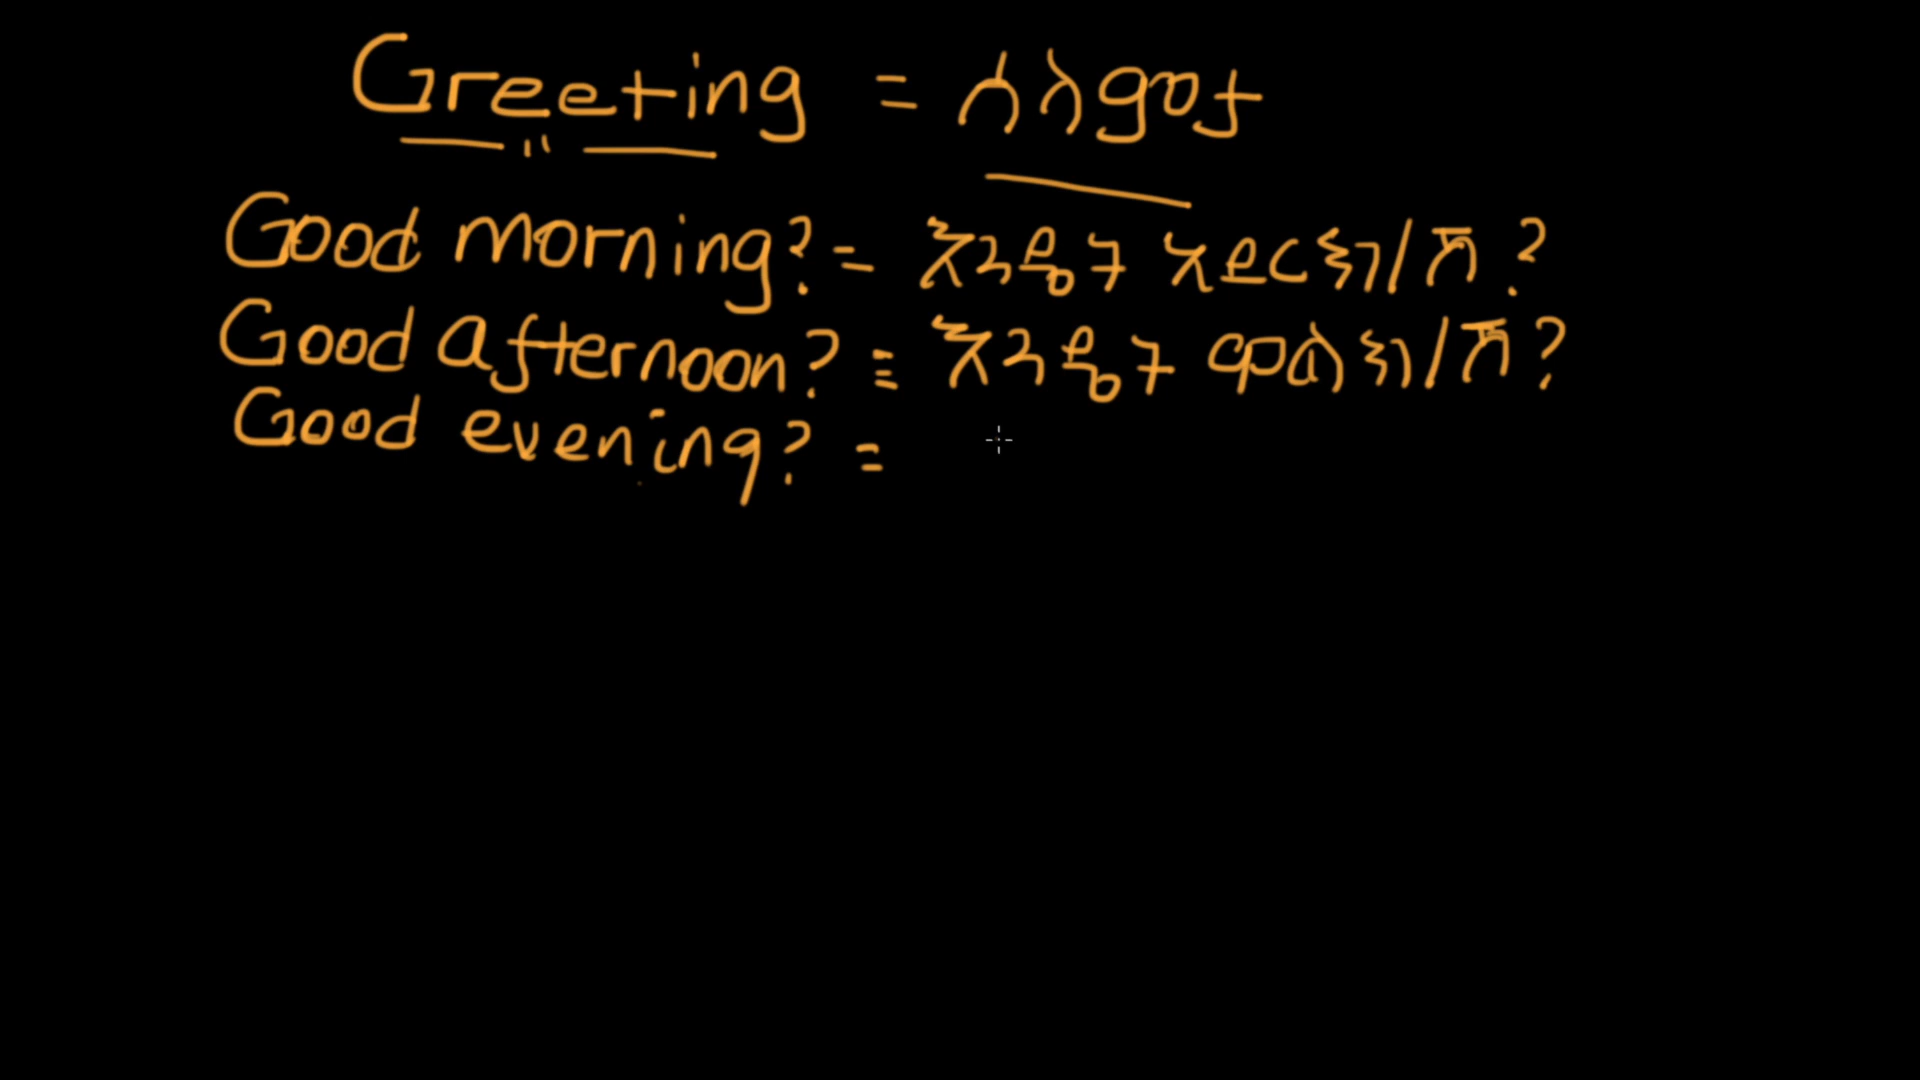 Greeting = ሰላምታ
Good morning? = እንዴት አደርክ/ሽ?
Good afternoon? = እንዴት ዋልክ/ሽ?
Good evening? =